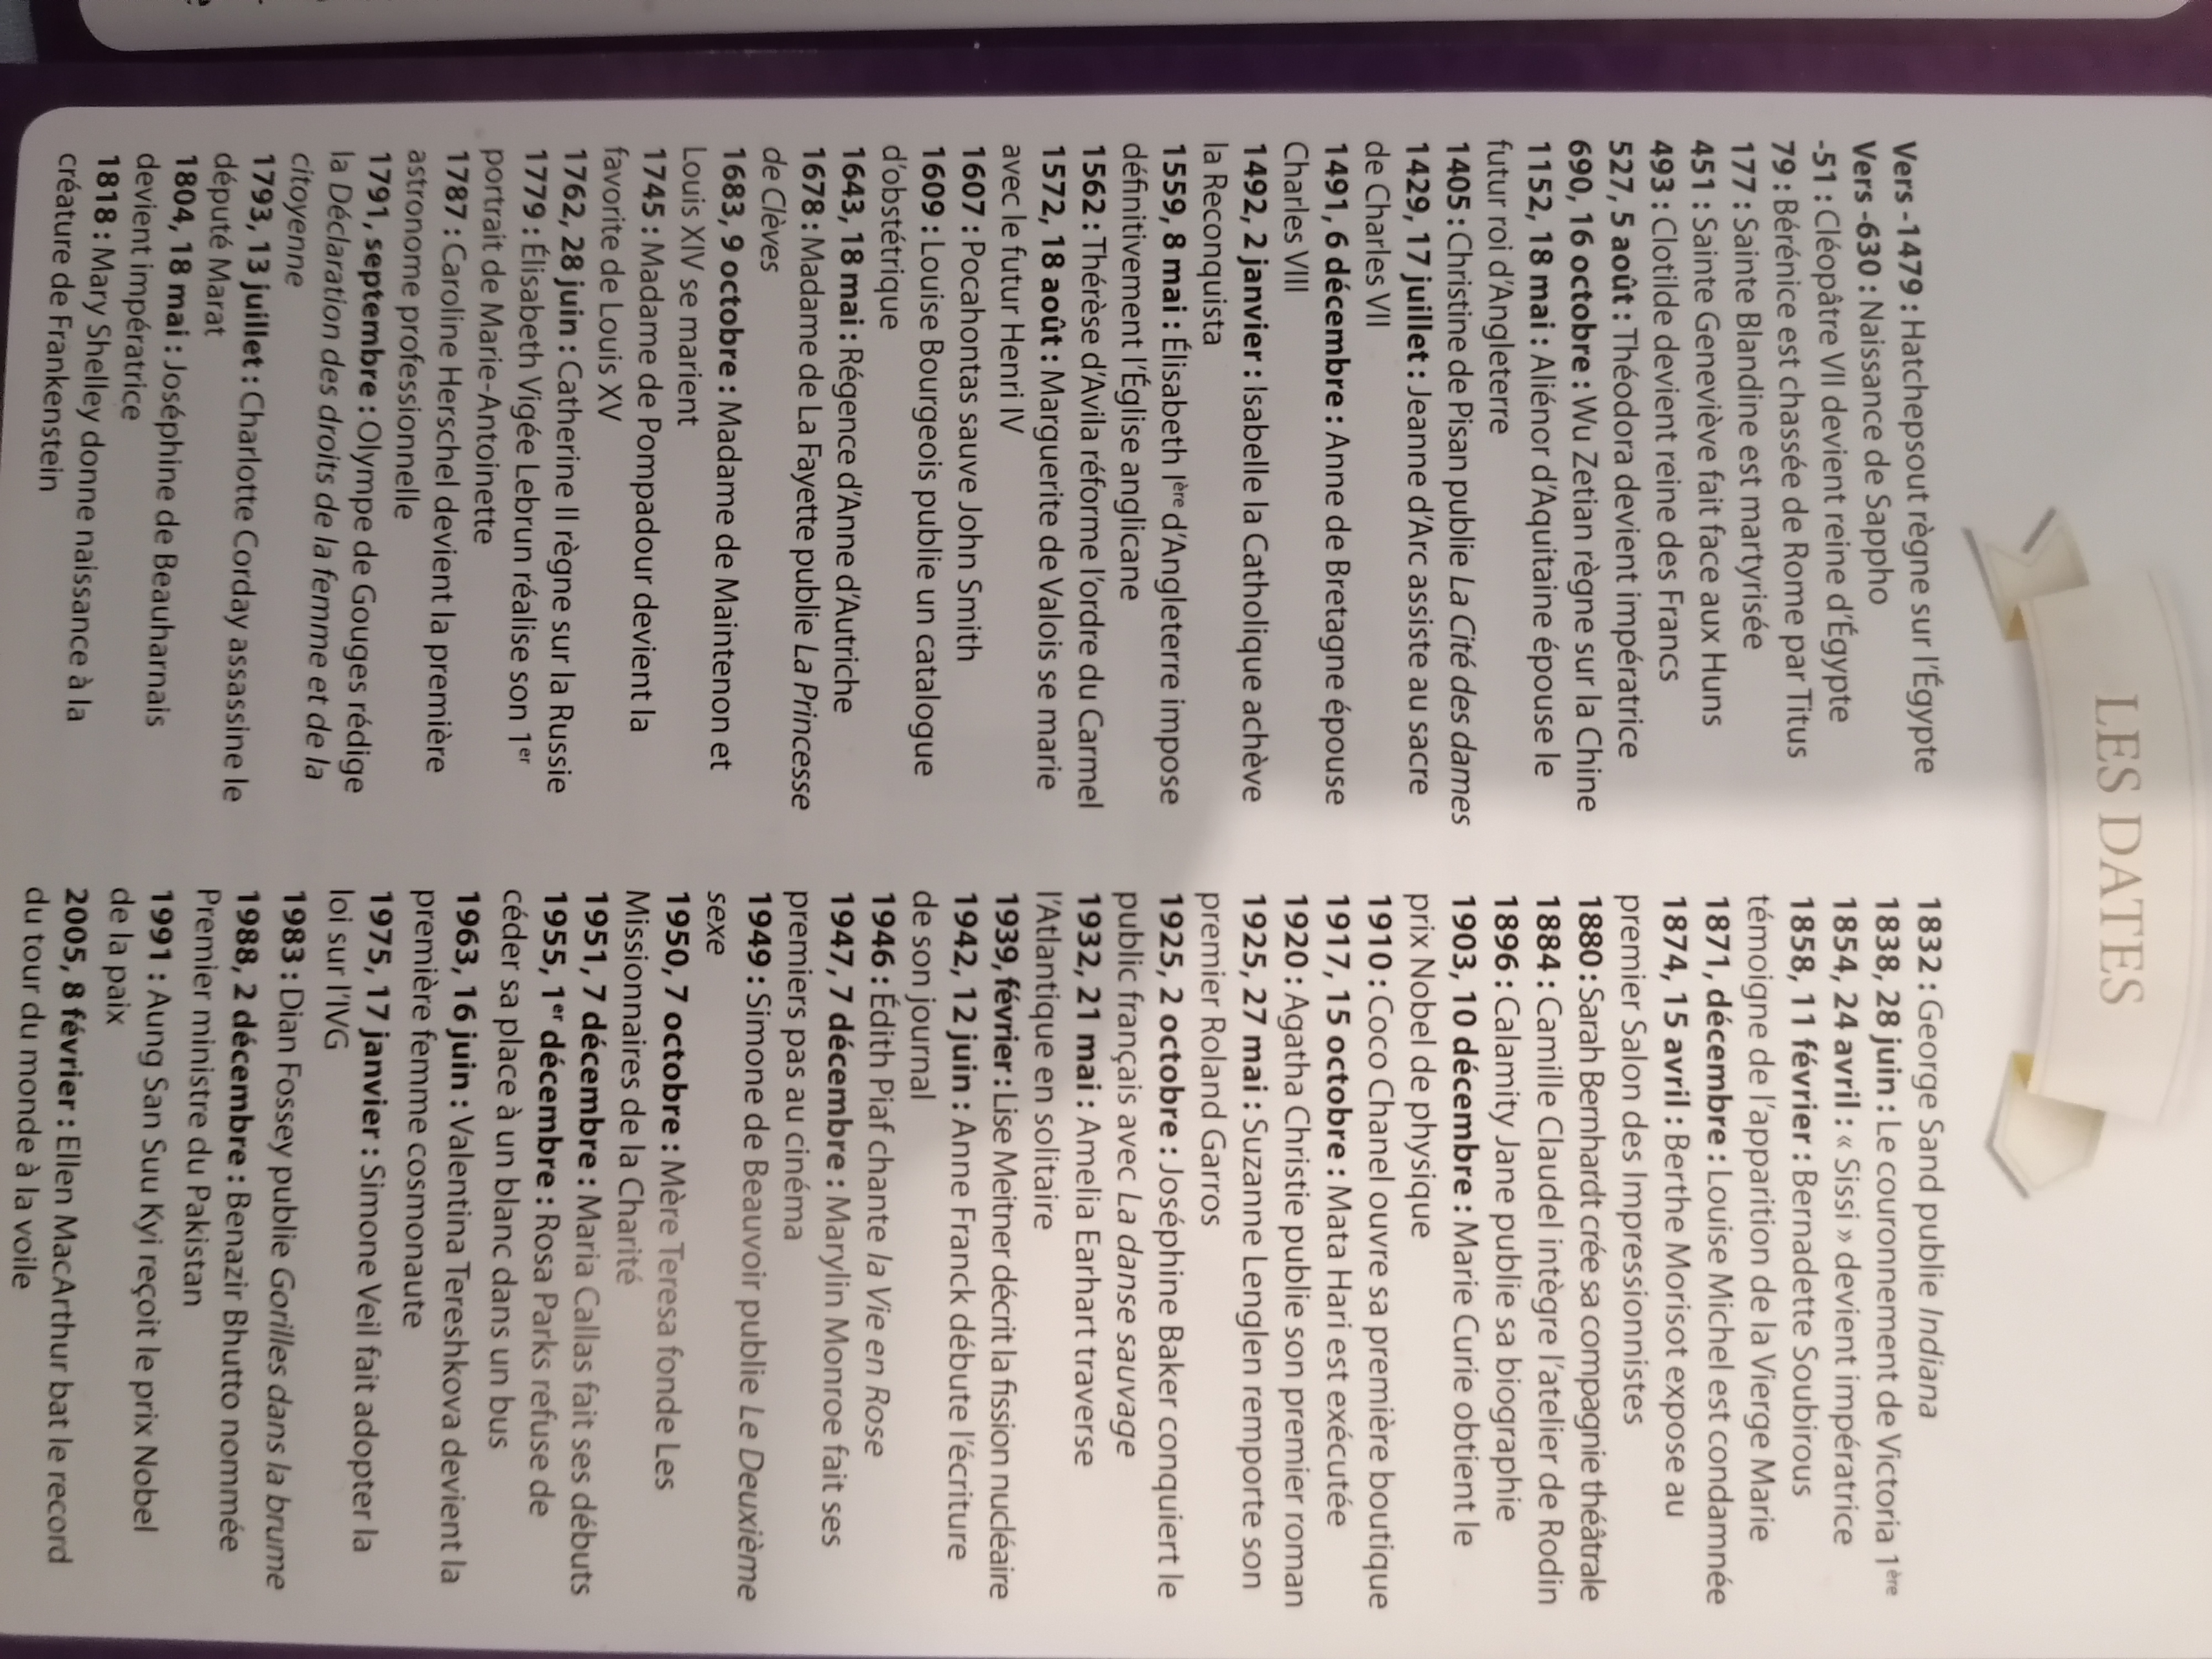 LES DATES
Vers -1479 : Hatchepsout règne sur l'Égypte
Vers -630 : Naissance de Sappho
-51 : Cléopâtre VII devient reine d'Égypte
79 : Bérénice est chassée de Rome par Titus
177 : Sainte Blandine est martyrisée
451 : Sainte Geneviève fait face aux Huns
493 : Clotilde devient reine des Francs
527, 5 août : Théodora devient impératrice
690, 16 octobre : Wu Zetian règne sur la Chine
1152, 18 mai : Aliénor d'Aquitaine épouse le
futur roi d'Angleterre
1405 : Christine de Pisan publie La Cité des dames
1429, 17 juillet : Jeanne d'Arc assiste au sacre
de Charles VII
1491, 6 décembre : Anne de Bretagne épouse
Charles VIII
1492, 2 janvier : Isabelle la Catholique achève
la Reconquista
1559, 8 mai : Élisabeth Ière d'Angleterre impose
définitivement l'Église anglicane
1562 : Thérèse d'Avila réforme l'ordre du Carmel
1572, 18 août : Marguerite de Valois se marie
avec le futur Henri IV
1607 : Pocahontas sauve John Smith
1609 : Louise Bourgeois publie un catalogue
d'obstétrique
1643, 18 mai : Régence d'Anne d'Autriche
1678 : Madame de La Fayette publie La Princesse
de Clèves
1683, 9 octobre : Madame de Maintenon et
Louis XIV se marient
1745 : Madame de Pompadour devient la
favorite de Louis XV
1762, 28 juin : Catherine II règne sur la Russie
1779 : Élisabeth Vigée Lebrun réalise son 1er
portrait de Marie-Antoinette
1787 : Caroline Herschel devient la première
astronome professionnelle
1791, septembre : Olympe de Gouges rédige
la Déclaration des droits de la femme et de la
citoyenne
1793, 13 juillet : Charlotte Corday assassine le
député Marat
1804, 18 mai : Joséphine de Beauharnais
devient impératrice
1818 : Mary Shelley donne naissance à la
créature de Frankenstein
1832 : George Sand publie Indiana
1838, 28 juin : Le couronnement de Victoria 1ère
1854, 24 avril : « Sissi » devient impératrice
1858, 11 février : Bernadette Soubirous
témoigne de l'apparition de la Vierge Marie
1871, décembre : Louise Michel est condamnée
1874, 15 avril : Berthe Morisot expose au
premier Salon des Impressionnistes
1880 : Sarah Bernhardt crée sa compagnie théâtrale
1884 : Camille Claudel intègre l'atelier de Rodin
1896 : Calamity Jane publie sa biographie
1903, 10 décembre : Marie Curie obtient le
prix Nobel de physique
1910 : Coco Chanel ouvre sa première boutique
1917, 15 octobre : Mata Hari est exécutée
1920 : Agatha Christie publie son premier roman
1925, 27 mai : Suzanne Lenglen remporte son
premier Roland Garros
1925, 2 octobre : Joséphine Baker conquiert le
public français avec La danse sauvage
1932, 21 mai : Amelia Earhart traverse
l'Atlantique en solitaire
1939, février : Lise Meitner décrit la fission nucléaire
1942, 12 juin : Anne Franck débute l'écriture
de son journal
1946 : Édith Piaf chante la Vie en Rose
1947, 7 décembre : Marylin Monroe fait ses
premiers pas au cinéma
1949 : Simone de Beauvoir publie Le Deuxième
sexe
1950, 7 octobre : Mère Teresa fonde Les
Missionnaires de la Charité
1951, 7 décembre : Maria Callas fait ses débuts
1955, 1er décembre : Rosa Parks refuse de
céder sa place à un blanc dans un bus
1963, 16 juin : Valentina Tereshkova devient la
première femme cosmonaute
1975, 17 janvier : Simone Veil fait adopter la
loi sur l'IVG
1983 : Dian Fossey publie Gorilles dans la brume
1988, 2 décembre : Benazir Bhutto nommée
Premier ministre du Pakistan
1991 : Aung San Suu Kyi reçoit le prix Nobel
de la paix
2005, 8 février : Ellen MacArthur bat le record
du tour du monde à la voile